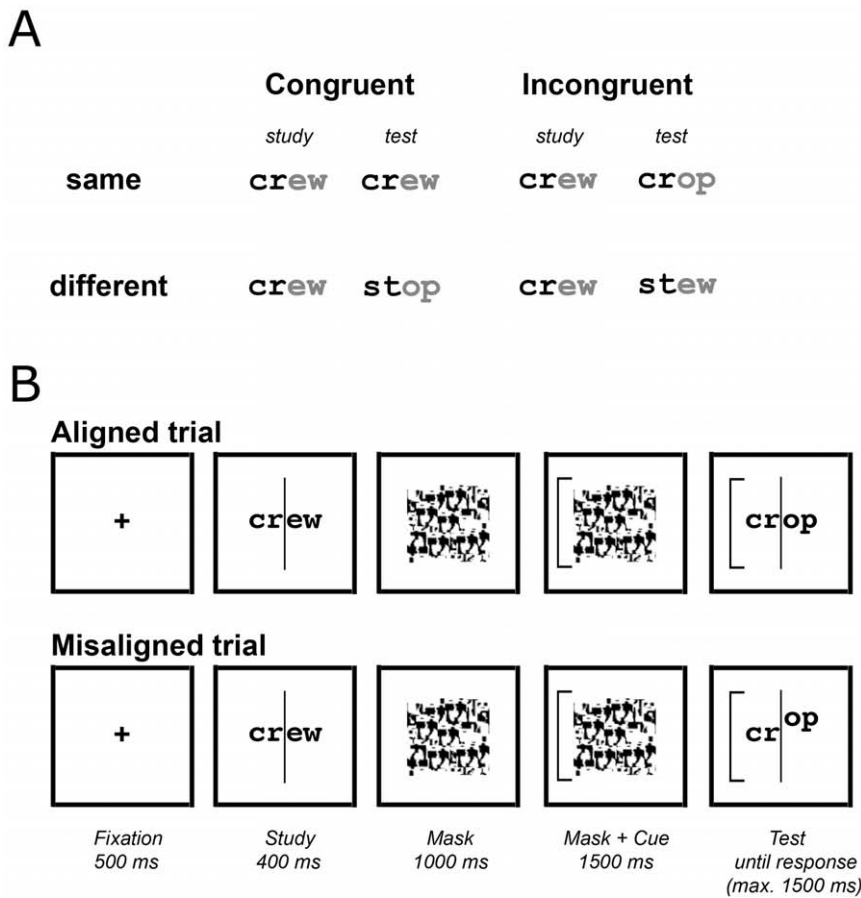 A
Congruent Incongruent
study test study test
same crew crew crew crop
different crew stop crew stew
B
Aligned trial
+ crew cr op
Misaligned trial
+ crew cr op
Fixation Study Mask Mask + Cue Test
500 ms 400 ms 1000 ms 1500 ms until response
(max. 1500 ms)